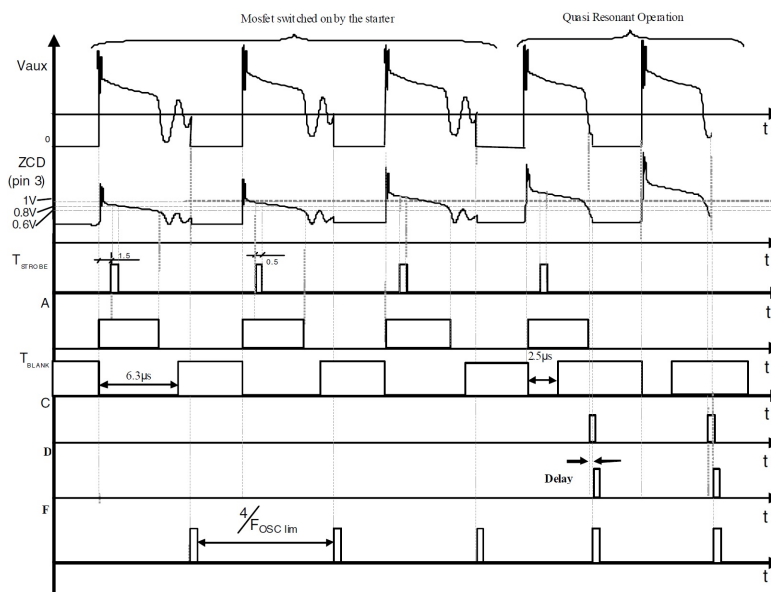 Mosfet switched on by the starter
Quasi Resonant Operation
Vaux
t
0
ZCD
(pin 3)
1V
0.8V
0.6V
t
TSTROBE
1.5
0.5
t
A
t
TBLANK
6.3µs
2.5µs
t
C
t
D
Delay
t
F
4/FOSC lim
t